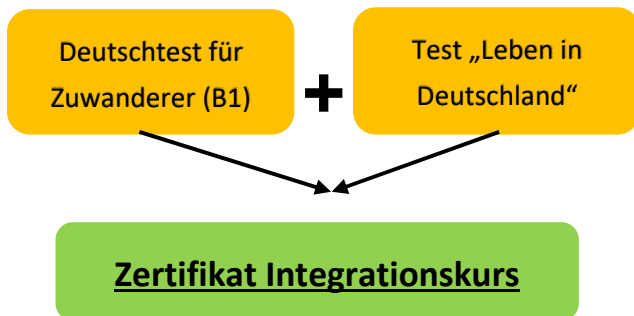 Deutschtest für
Zuwanderer (B1)
+
Test „Leben in
Deutschland“
Zertifikat Integrationskurs